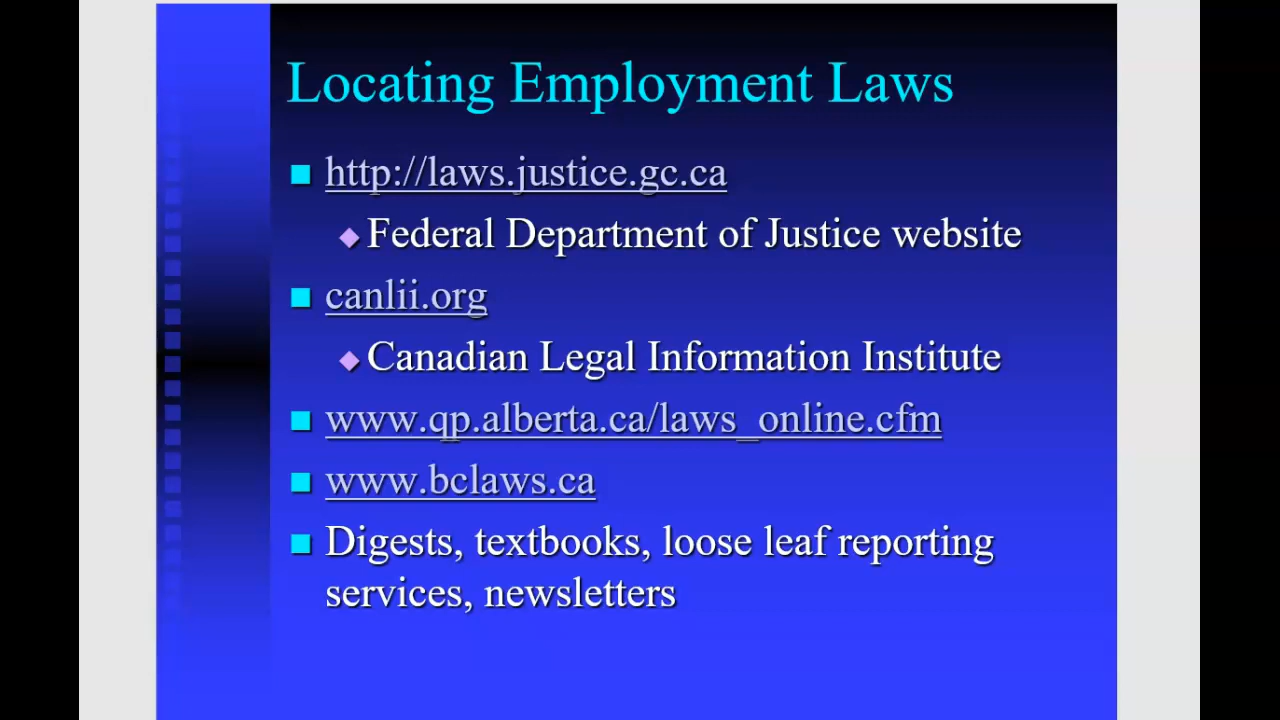 Locating Employment Laws
http://laws.justice.gc.ca
Federal Department of Justice website
canlii.org
Canadian Legal Information Institute
www.qp.alberta.ca/laws_online.cfm
www.bclaws.ca
Digests, textbooks, loose leaf reporting
services, newsletters